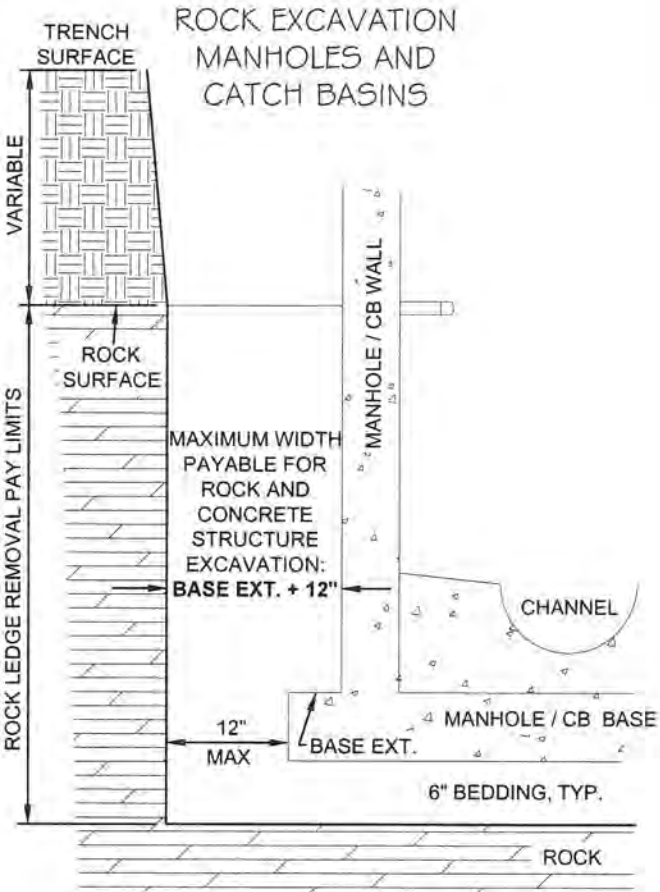 ROCK EXCAVATION
MANHOLES AND
CATCH BASINS
TRENCH
SURFACE
VARIABLE
ROCK
SURFACE
ROCK LEDGE REMOVAL PAY LIMITS
MANHOLE / CB WALL
MAXIMUM WIDTH
PAYABLE FOR
ROCK AND
CONCRETE
STRUCTURE
EXCAVATION:
BASE EXT. + 12"
CHANNEL
12"
MAX
BASE EXT.
MANHOLE / CB BASE
6" BEDDING, TYP.
ROCK